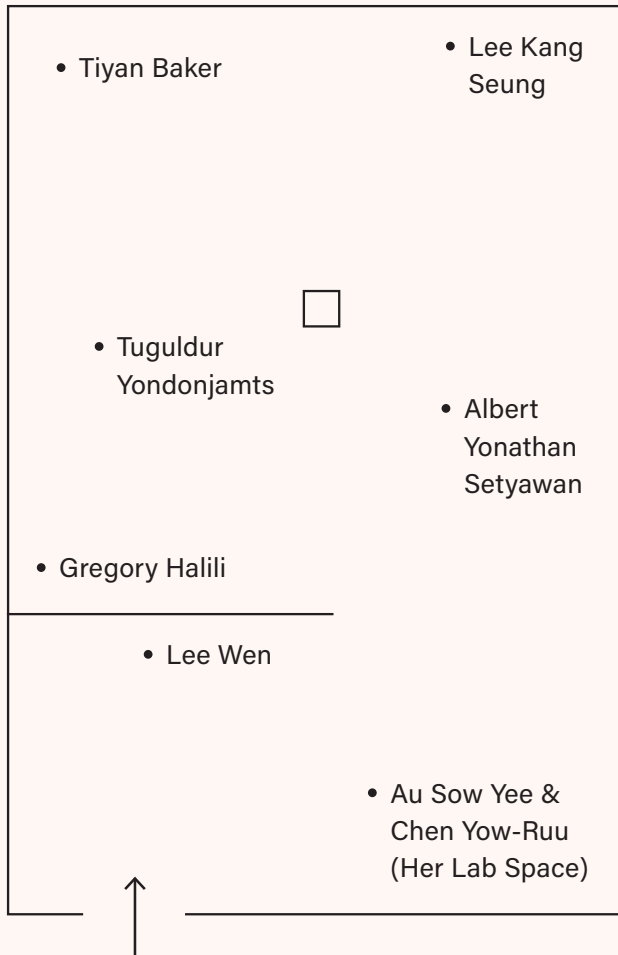 Tiyan Baker
Lee Kang
Seung
Tuguldur
Yondonjamts
Albert
Yonathan
Setyawan
Gregory Halili
Lee Wen
Au Sow Yee &
Chen Yow-Ruu
(Her Lab Space)